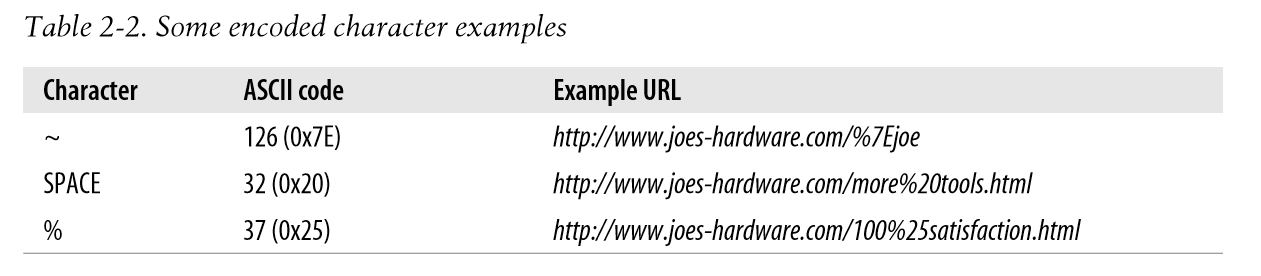 Table 2-2. Some encoded character examples
Character ASCII code Example URL
~ 126 (0x7E) http://www.joes-hardware.com/%7Ejoe
SPACE 32 (0x20) http://www.joes-hardware.com/more%20tools.html
% 37 (0x25) http://www.joes-hardware.com/100%25satisfaction.html